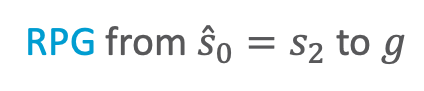 RPG from ŝ₀ = s₂ to g